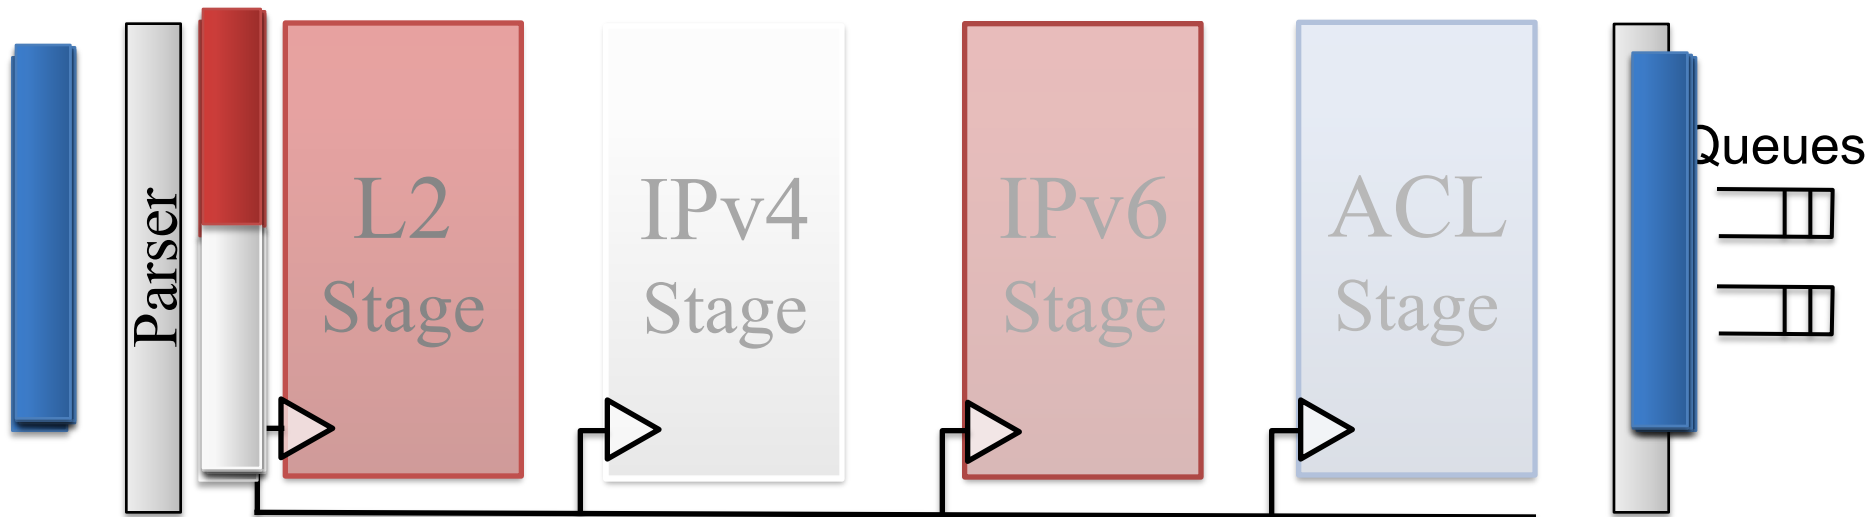 Parser
L2
Stage
IPv4
Stage
IPv6
Stage
ACL
Stage
Queues